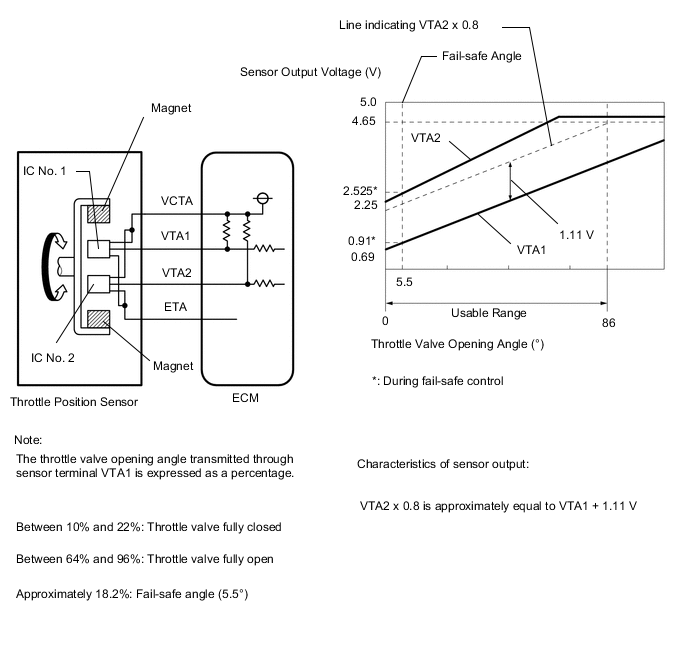 Line indicating VTA2 x 0.8
Fail-safe Angle
Sensor Output Voltage (V)
Magnet
IC No. 1
VCTA
VTA1
VTA2
ETA
IC No. 2
Magnet
Throttle Position Sensor
ECM
5.0
4.65
VTA2
2.525*
2.25
1.11 V
0.91*
VTA1
0.69
5.5
Usable Range
0
86
Throttle Valve Opening Angle (°)
*: During fail-safe control
Note:
The throttle valve opening angle transmitted through
sensor terminal VTA1 is expressed as a percentage.
Between 10% and 22%: Throttle valve fully closed
Between 64% and 96%: Throttle valve fully open
Approximately 18.2%: Fail-safe angle (5.5°)
Characteristics of sensor output:
VTA2 x 0.8 is approximately equal to VTA1 + 1.11 V